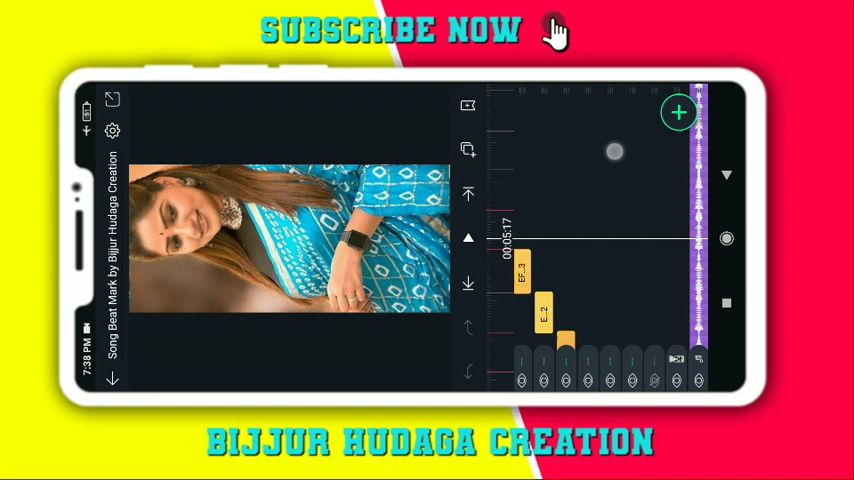 SUBSCRIBE NOW
7:38 PM
51
Song Beat Mark by Bijjur Hudaga Creation
00:05:17
EF...3
E...2
BIJJUR HUDAGA CREATION